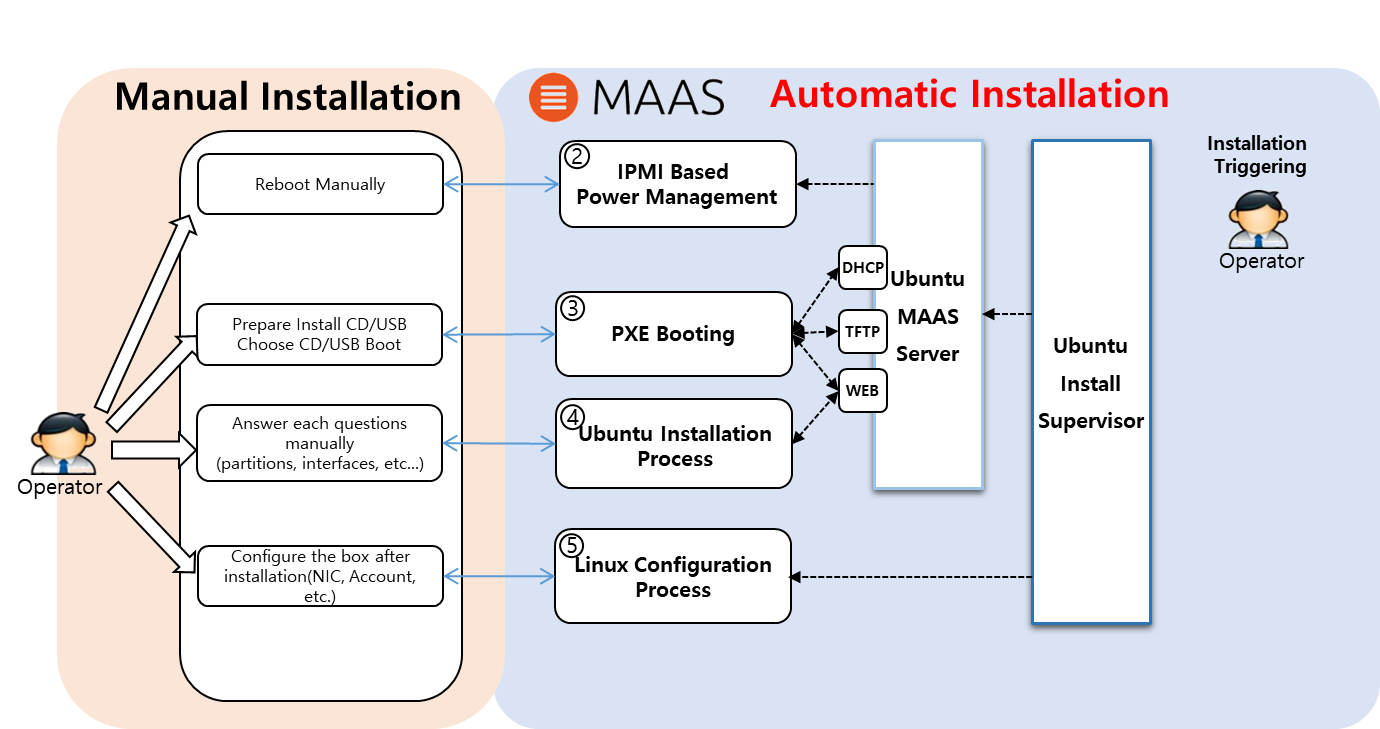 Manual Installation
MAAS
Automatic Installation
Reboot Manually
Prepare Install CD/USB
Choose CD/USB Boot
Answer each questions
manually
(partitions, interfaces, etc...)
Configure the box after
installation(NIC, Account,
etc.)
Operator
②
IPMI Based
Power Management
③
PXE Booting
④
Ubuntu Installation
Process
⑤
Linux Configuration
Process
DHCP
TFTP
WEB
Ubuntu
MAAS
Server
Ubuntu
Install
Supervisor
Installation
Triggering
Operator